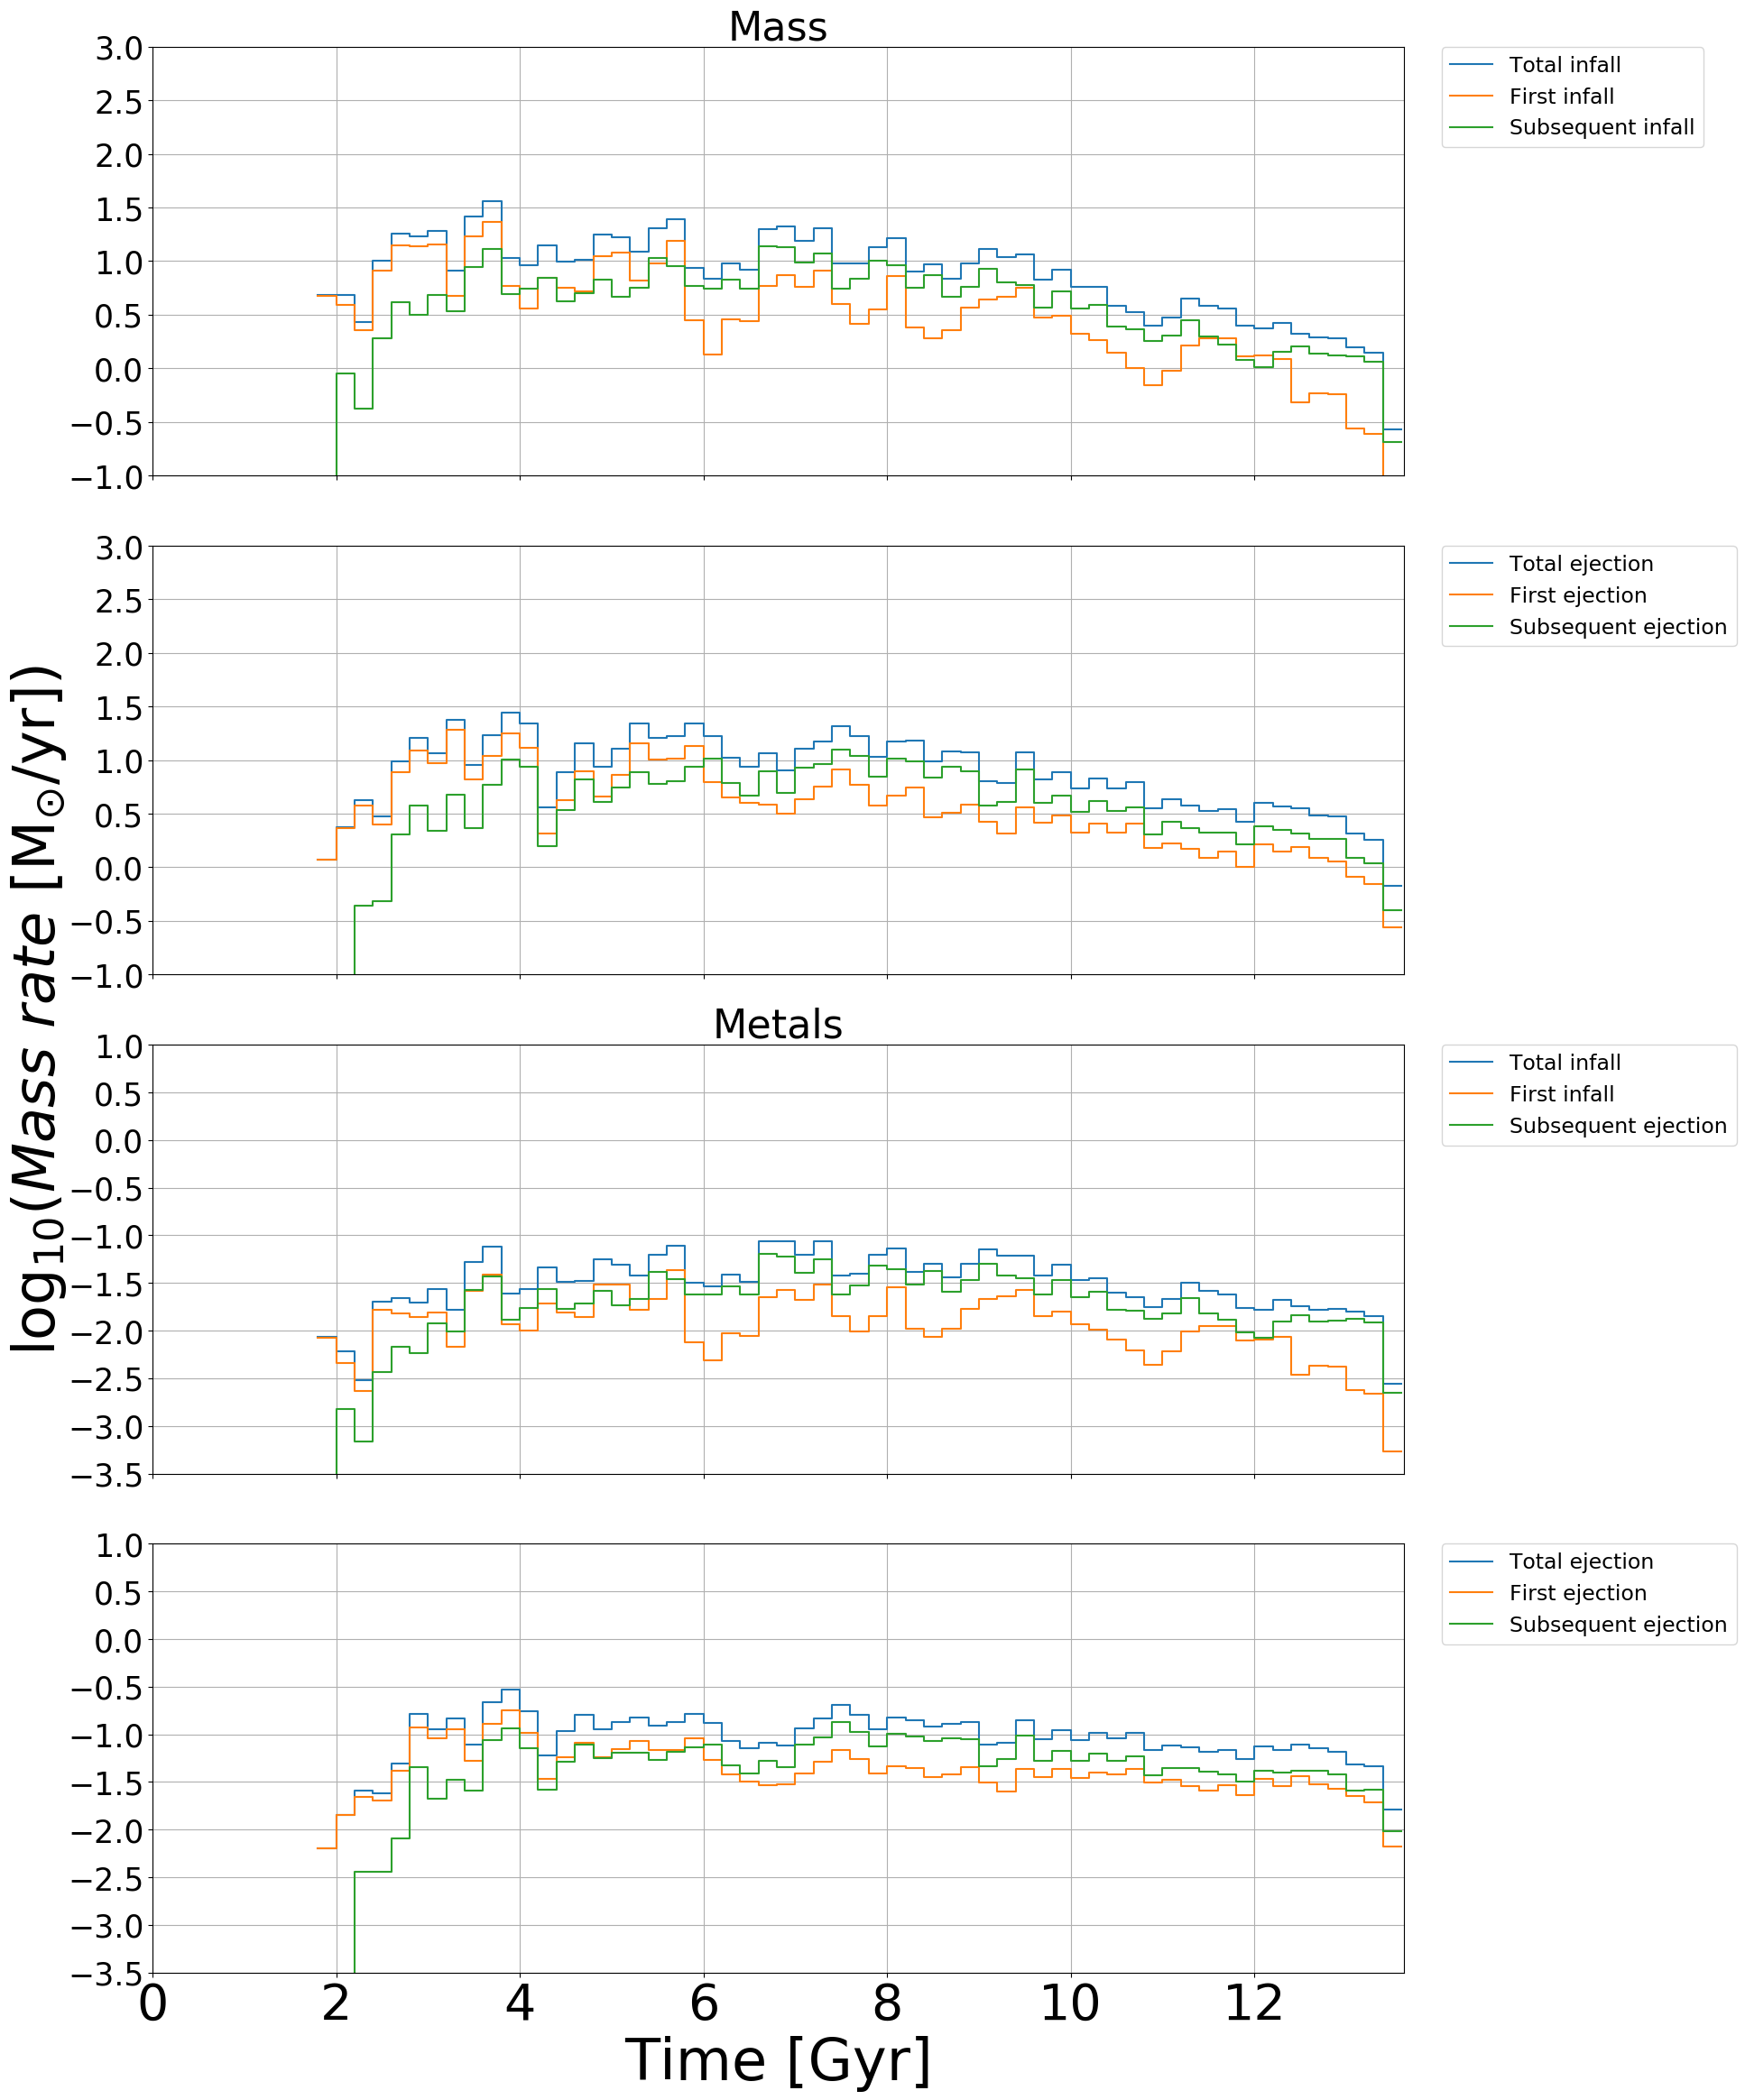 Mass
3.0
2.5
2.0
1.5
1.0
0.5
0.0
−0.5
−1.0
Total infall
First infall
Subsequent infall
3.0
2.5
2.0
1.5
1.0
0.5
0.0
−0.5
−1.0
Total ejection
First ejection
Subsequent ejection
log₁₀(Mass rate [M⊙/yr])
Metals
1.0
0.5
0.0
−0.5
−1.0
−1.5
−2.0
−2.5
−3.0
−3.5
Total infall
First infall
Subsequent ejection
1.0
0.5
0.0
−0.5
−1.0
−1.5
−2.0
−2.5
−3.0
−3.5
Total ejection
First ejection
Subsequent ejection
0 2 4 6 8 10 12
Time [Gyr]